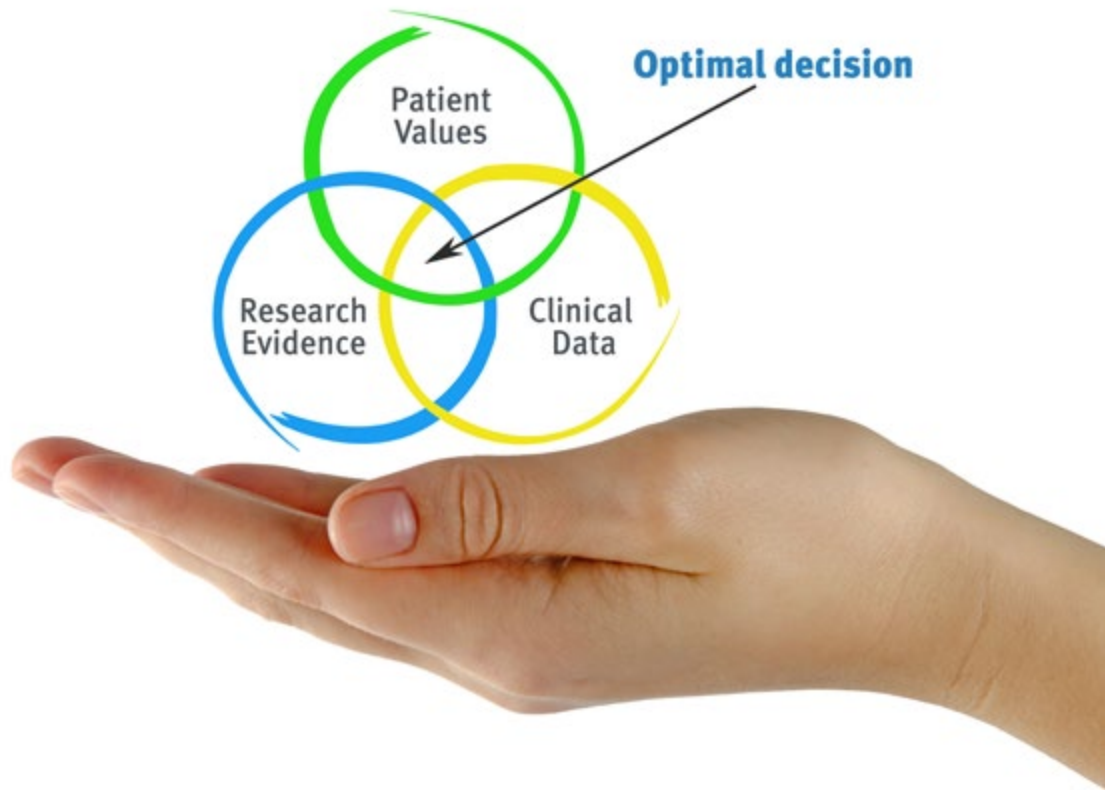 Optimal decision
Patient
Values
Research
Evidence
Clinical
Data